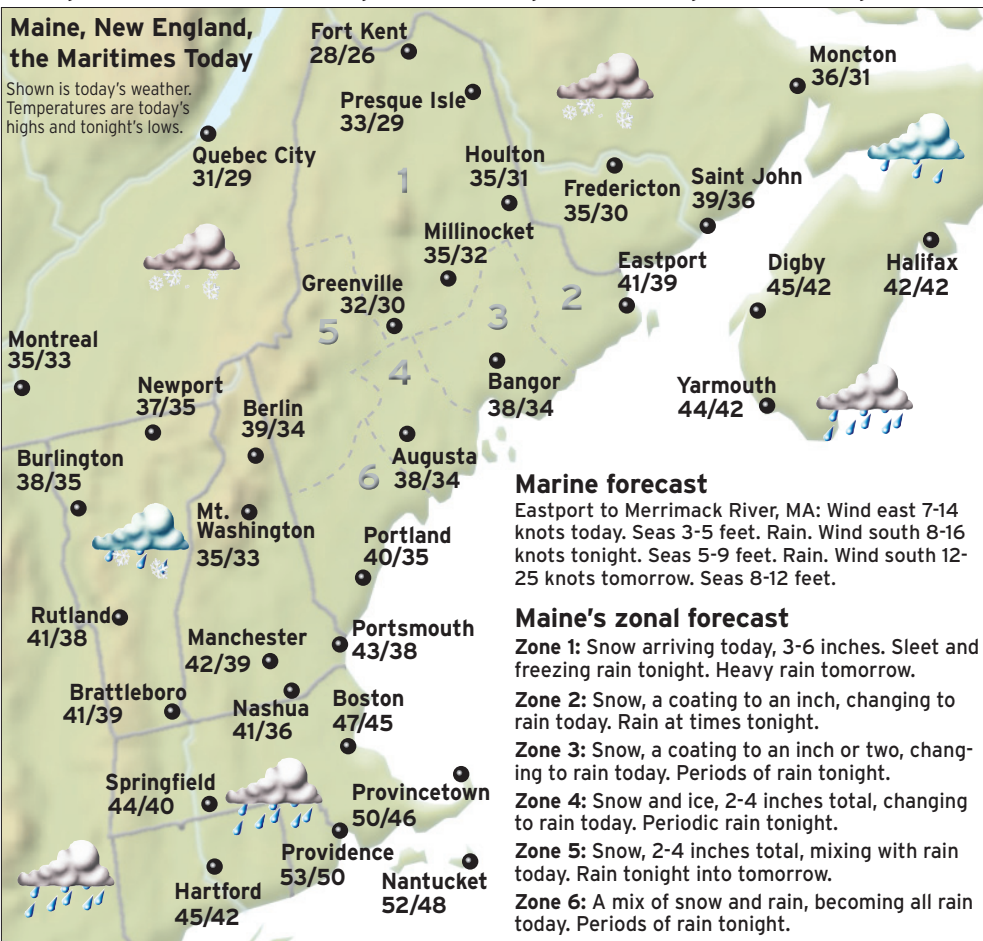 Maine, New England,
the Maritimes Today
Shown is today's weather.
Temperatures are today's
highs and tonight's lows.
Fort Kent
28/26
Moncton
36/31
Presque Isle
33/29
Quebec City
31/29
Houlton
35/31
Fredericton
35/30
Saint John
39/36
1
Millinocket
35/32
Eastport
41/39
Digby
45/42
Halifax
42/42
Greenville
32/30
2
3
5
4
Montreal
35/33
Newport
37/35
Berlin
39/34
Bangor
38/34
Yarmouth
44/42
Burlington
38/35
Augusta
38/34
6
Mt.
Washington
35/33
Portland
40/35
Rutland
41/38
Manchester
42/39
Portsmouth
43/38
Brattleboro
41/39
Nashua
41/36
Boston
47/45
Springfield
44/40
Provincetown
50/46
Providence
53/50
Hartford
45/42
Nantucket
52/48
Marine forecast
Eastport to Merrimack River, MA: Wind east 7-14
knots today. Seas 3-5 feet. Rain. Wind south 8-16
knots tonight. Seas 5-9 feet. Rain. Wind south 12-
25 knots tomorrow. Seas 8-12 feet.
Maine's zonal forecast
Zone 1: Snow arriving today, 3-6 inches. Sleet and
freezing rain tonight. Heavy rain tomorrow.
Zone 2: Snow, a coating to an inch, changing to
rain today. Rain at times tonight.
Zone 3: Snow, a coating to an inch or two, chang-
ing to rain today. Periods of rain tonight.
Zone 4: Snow and ice, 2-4 inches total, changing
to rain today. Periodic rain tonight.
Zone 5: Snow, 2-4 inches total, mixing with rain
today. Rain tonight into tomorrow.
Zone 6: A mix of snow and rain, becoming all rain
today. Periods of rain tonight.